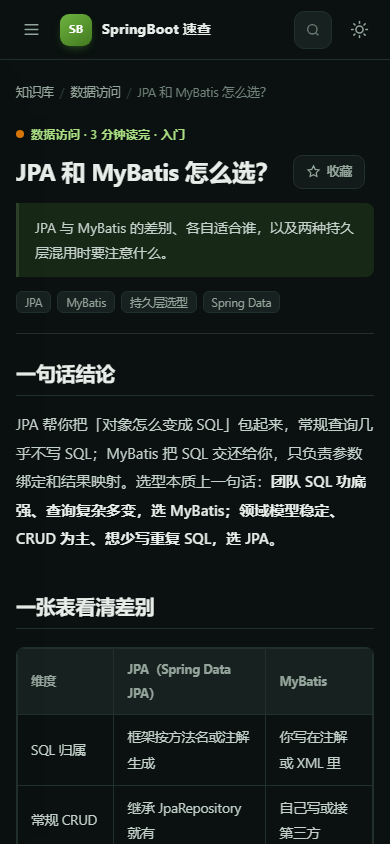 SB SpringBoot 速查
知识库 / 数据访问 / JPA 和 MyBatis 怎么选？
数据访问 · 3 分钟读完 · 入门
JPA 和 MyBatis 怎么选？
收藏
JPA 与 MyBatis 的差别、各自适合谁，以及两种持久
层混用时要注意什么。
JPA MyBatis 持久层选型 Spring Data
一句话结论
JPA 帮你把「对象怎么变成 SQL」包起来，常规查询几
乎不写 SQL；MyBatis 把 SQL 交还给你，只负责参数
绑定和结果映射。选型本质上一句话：团队 SQL 功底
强、查询复杂多变，选 MyBatis；领域模型稳定、
CRUD 为主、想少写重复 SQL，选 JPA。
一张表看清差别
维度
JPA（Spring Data
JPA）
MyBatis
SQL 归属
框架按方法名或注解
生成
你写在注解
或 XML 里
常规 CRUD
继承 JpaRepository
就有
自己写或接
第三方